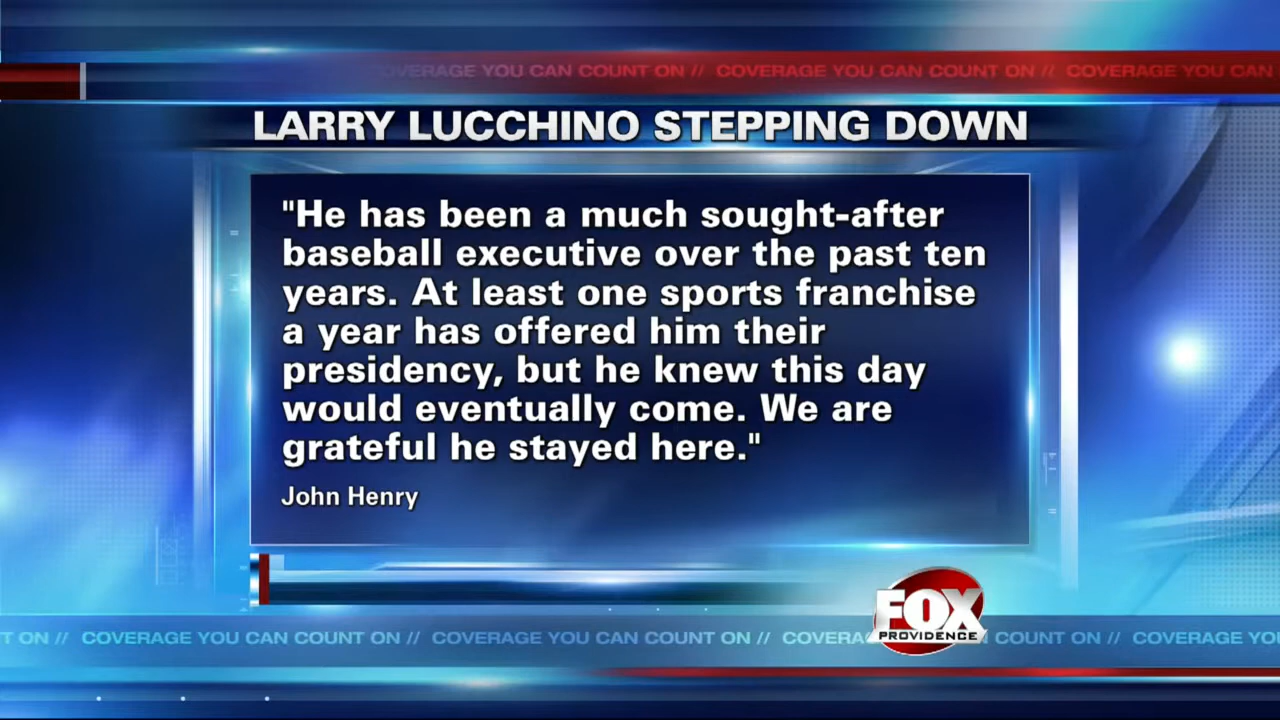 VERAGE YOU CAN COUNT ON // COVERAGE YOU CAN COUNT ON // COVERAGE YOU CAN
LARRY LUCCHINO STEPPING DOWN
"He has been a much sought-after
baseball executive over the past ten
years. At least one sports franchise
a year has offered him their
presidency, but he knew this day
would eventually come. We are
grateful he stayed here."
John Henry
FOX
PROVIDENCE
T ON // COVERAGE YOU CAN COUNT ON // COVERAGE YOU CAN COUNT ON // COVERA COUNT ON // COVERAGE YO